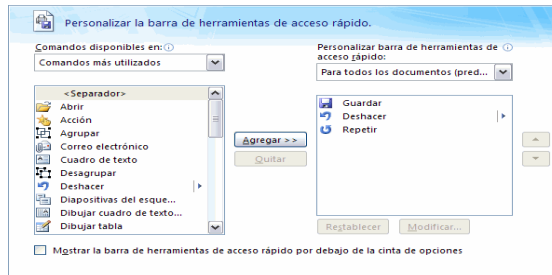 Personalizar la barra de herramientas de acceso rápido.
Comandos disponibles en:
Comandos más utilizados
<Separador>
Abrir
Acción
Agrupar
Correo electrónico
Cuadro de texto
Desagrupar
Deshacer
Diapositivas del esque...
Dibujar cuadro de texto...
Dibujar tabla
Agregar >>
Quitar
Personalizar barra de herramientas de
acceso rápido:
Para todos los documentos (pred...
Guardar
Deshacer
Repetir
Restablecer
Modificar...
Mostrar la barra de herramientas de acceso rápido por debajo de la cinta de opciones